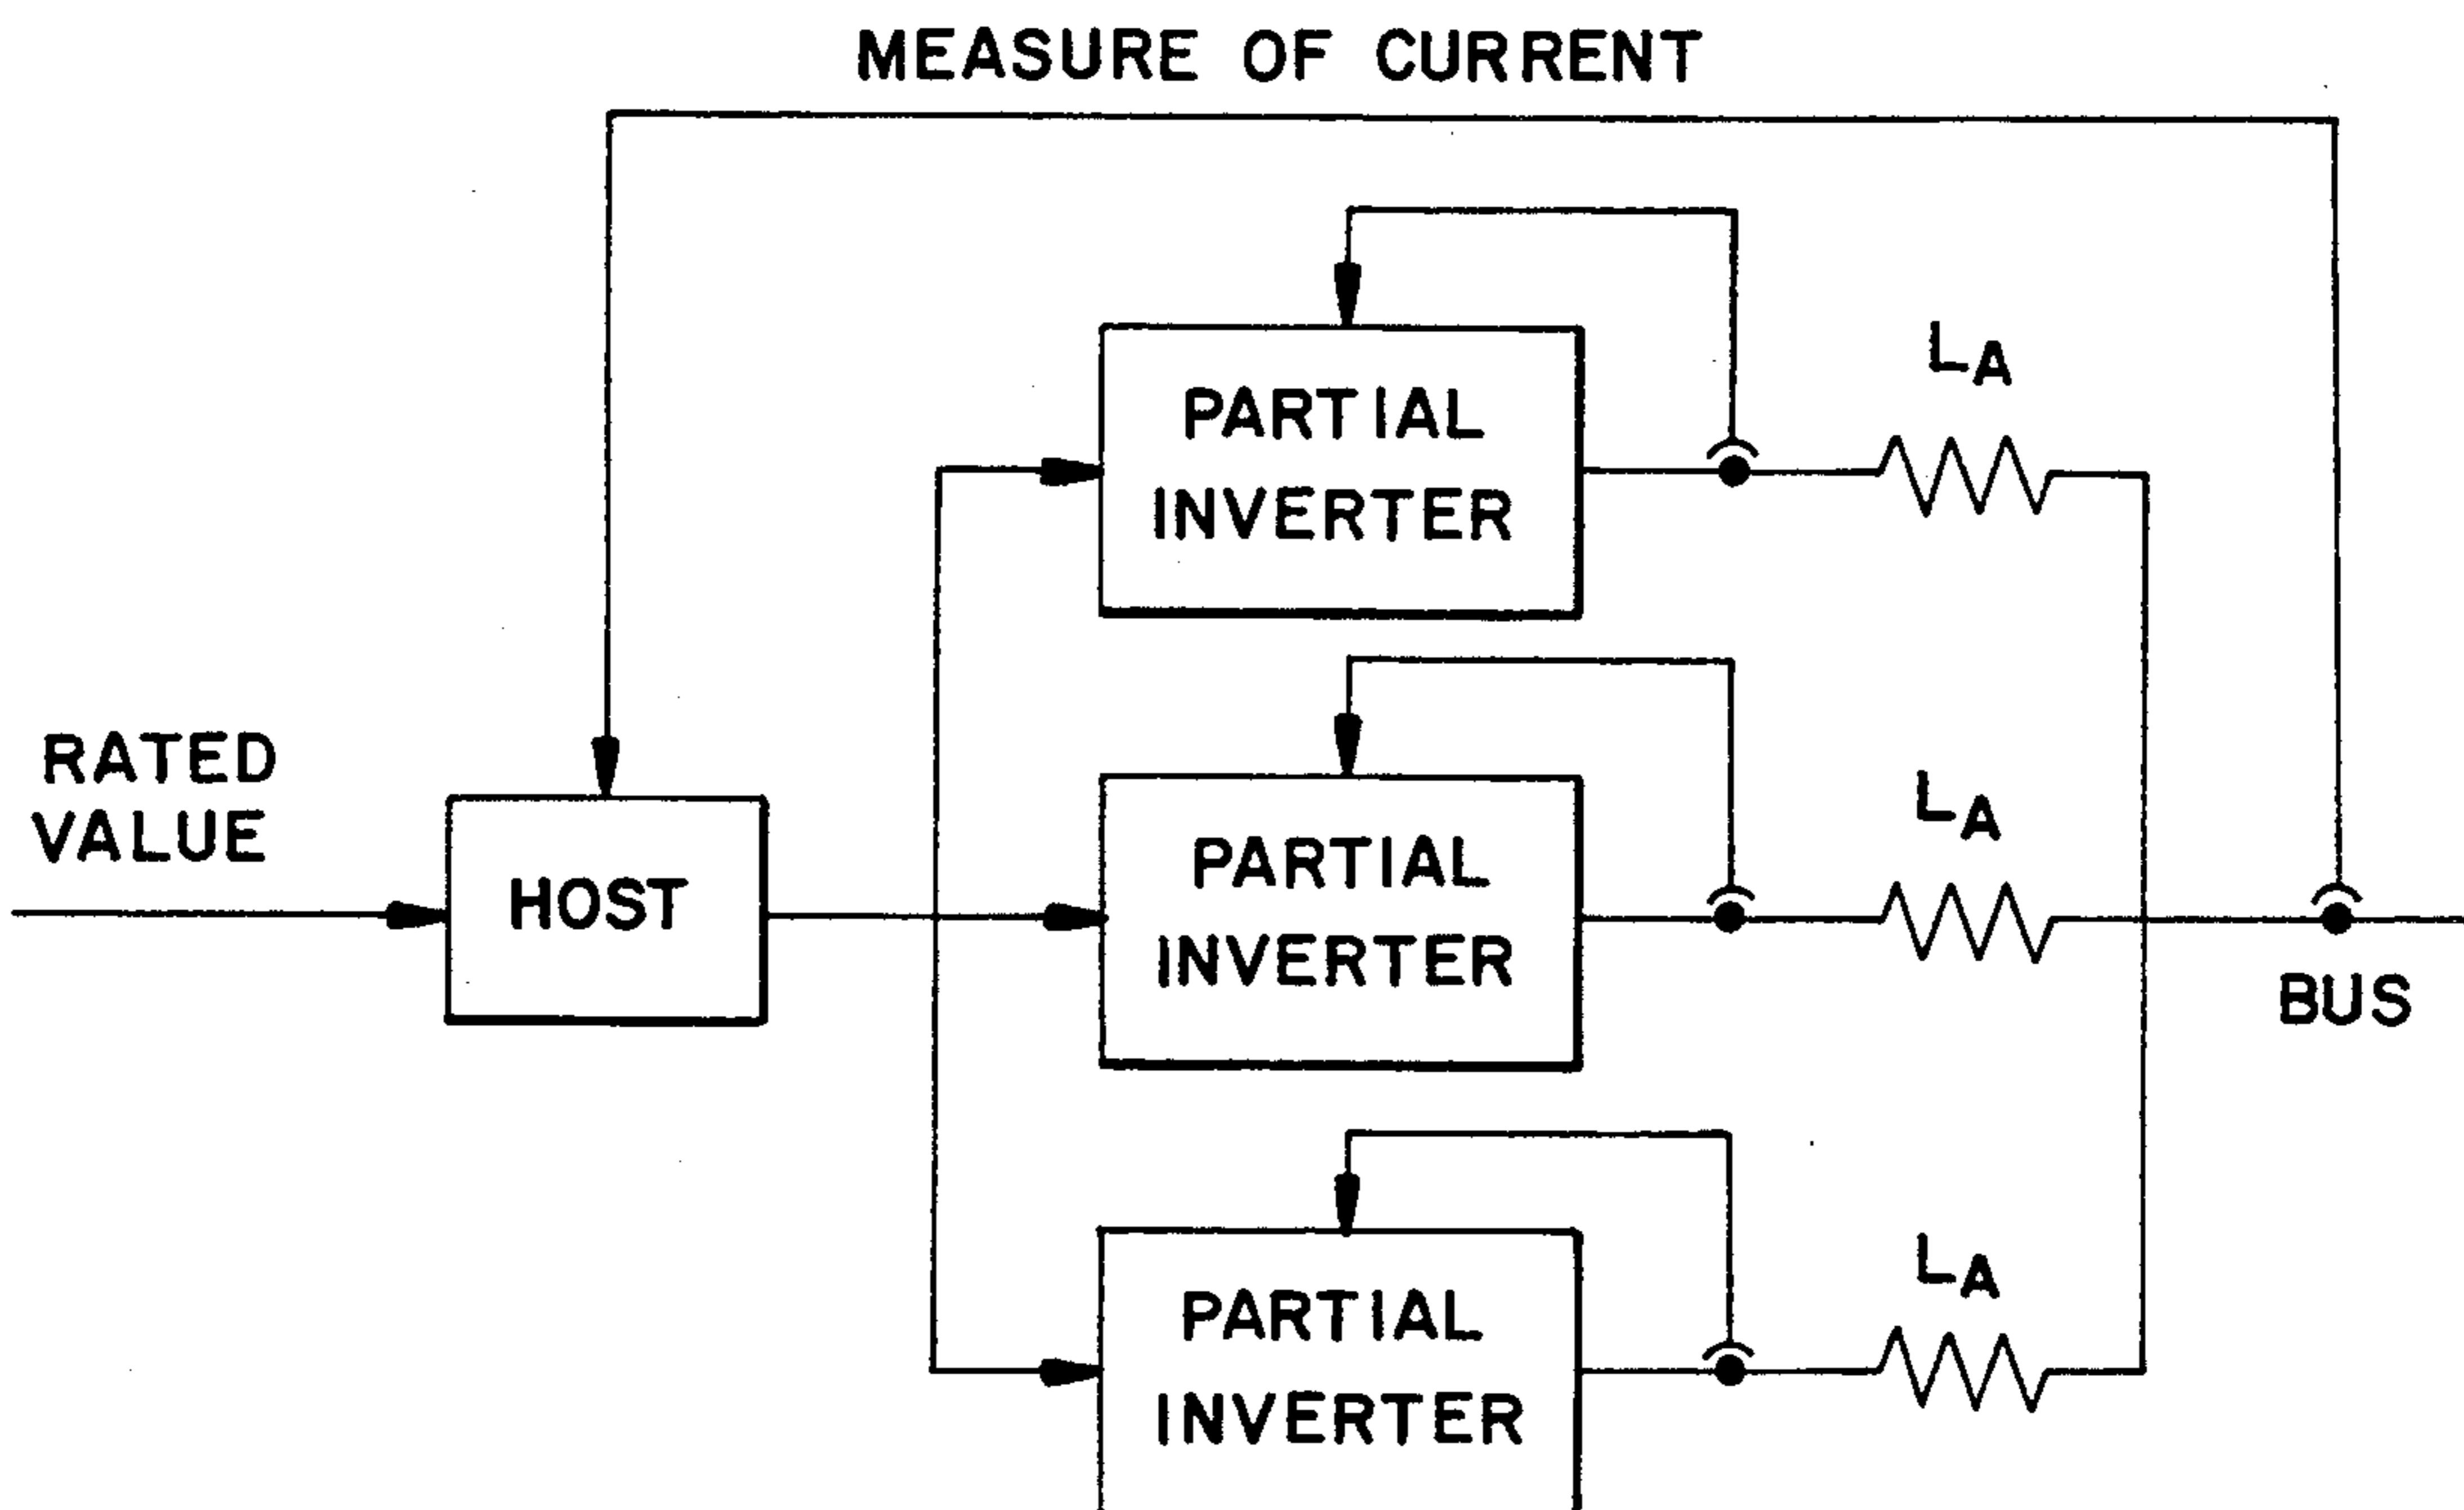 MEASURE OF CURRENT
LA
PARTIAL
INVERTER
RATED
VALUE
HOST
LA
PARTIAL
INVERTER
BUS
LA
PARTIAL
INVERTER